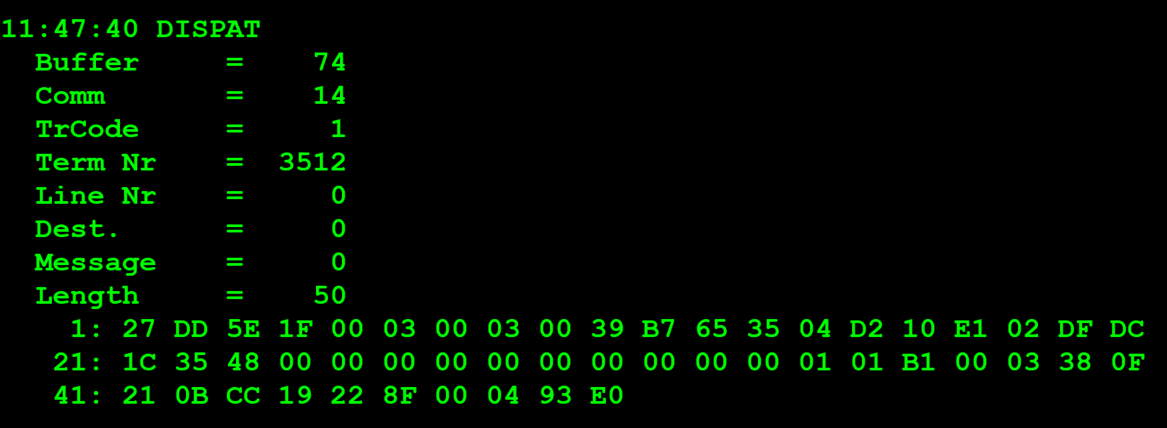 11:47:40 DISPAT
Buffer = 74
Comm = 14
TrCode = 1
Term Nr = 3512
Line Nr = 0
Dest. = 0
Message = 0
Length = 50
1: 27 DD 5E 1F 00 03 00 03 00 39 B7 65 35 04 D2 10 E1 02 DF DC
21: 1C 35 48 00 00 00 00 00 00 00 00 00 00 01 01 B1 00 03 38 0F
41: 21 0B CC 19 22 8F 00 04 93 E0